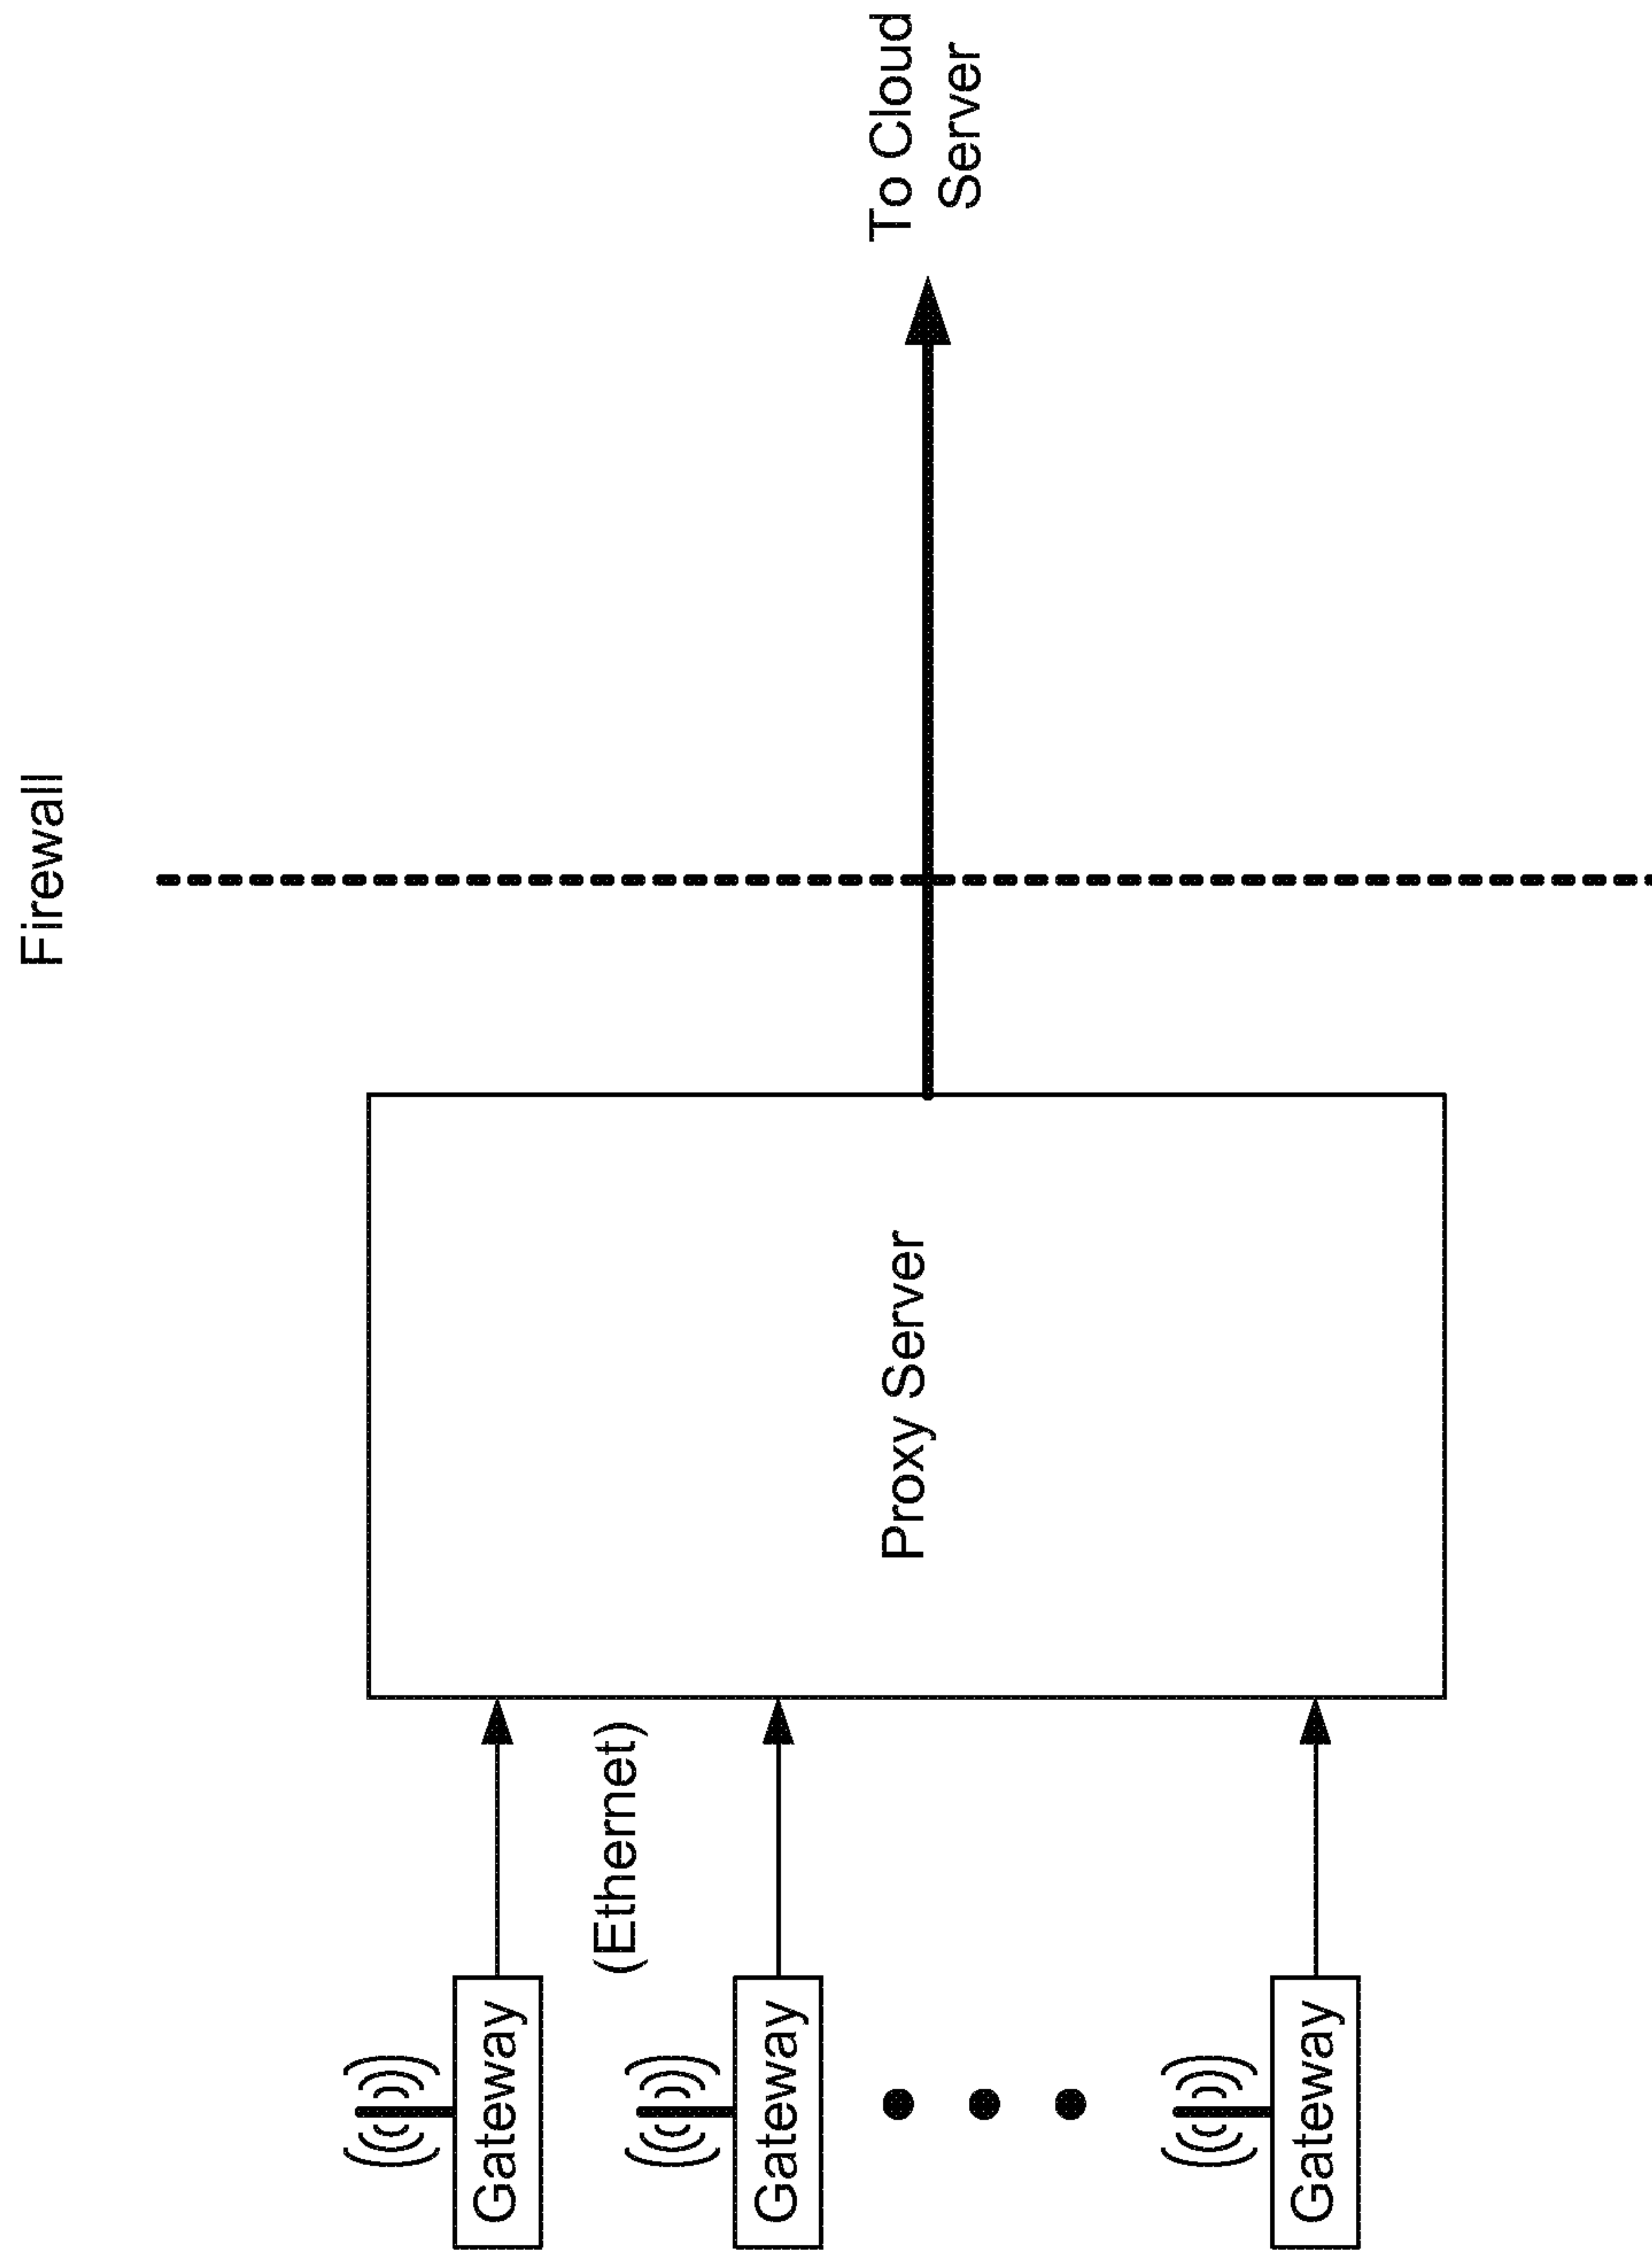 Firewall
To Cloud
Server
Proxy Server
(Ethernet)
Gateway
Gateway
Gateway